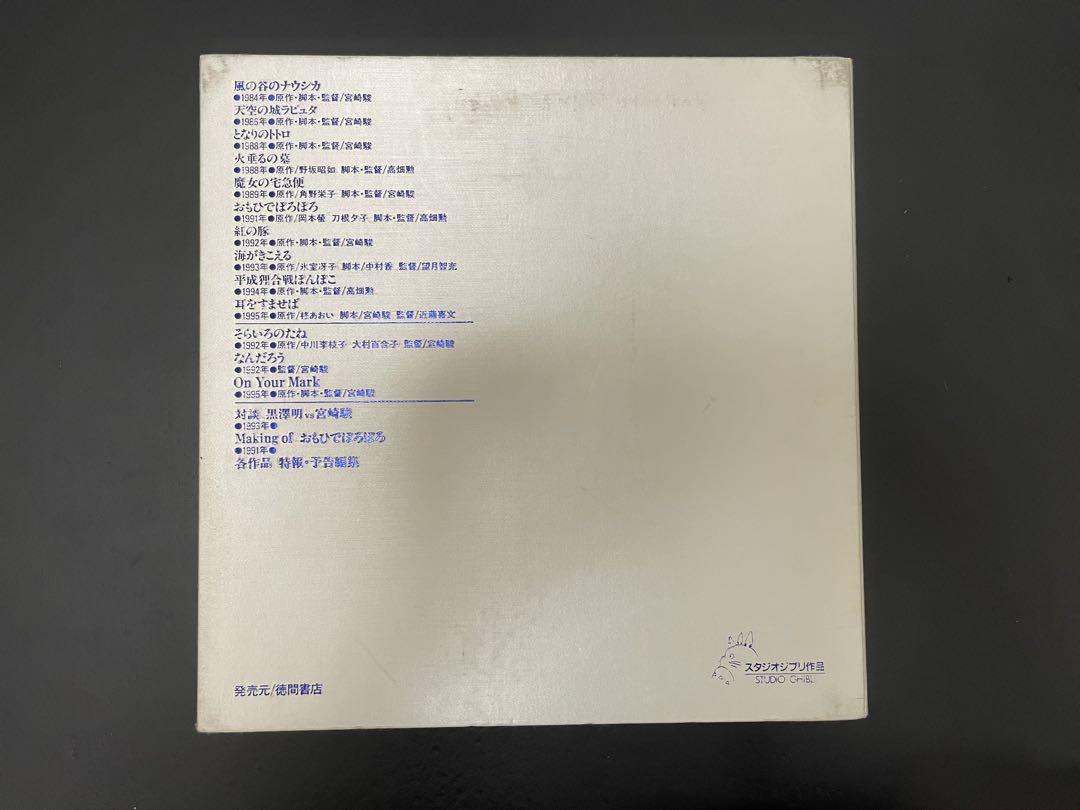 風の谷のナウシカ
●1984年●原作・脚本・監督/宮崎駿
天空の城ラピュタ
●1986年●原作・脚本・監督/宮崎駿
となりのトトロ
●1988年●原作・脚本・監督/宮崎駿
火垂るの墓
●1988年●原作/野坂昭如 脚本・監督/高畑勲
魔女の宅急便
●1989年●原作/角野栄子 脚本・監督/宮崎駿
おもひでぽろぽろ
●1991年●原作/岡本螢 刀根夕子 脚本・監督/高畑勲
紅の豚
●1992年●原作・脚本・監督/宮崎駿
海がきこえる
●1993年●原作/氷室冴子 脚本/中村香 監督/望月智充
平成狸合戦ぽんぽこ
●1994年●原作・脚本・監督/高畑勲
耳をすませば
●1995年●原作/柊あおい 脚本/宮崎駿 監督/近藤喜文
そらいろのたね
●1992年●原作/中川李枝子 大村百合子 監督/宮崎駿
なんだろう
●1992年●監督/宮崎駿
On Your Mark
●1995年●原作・脚本・監督/宮崎駿
対談 黒澤明vs宮崎駿
●1993年●
Making of おもひでぽろぽろ
●1991年●
各作品 特報・予告編集
スタジオジブリ作品
STUDIO GHIBLI
発売元/徳間書店